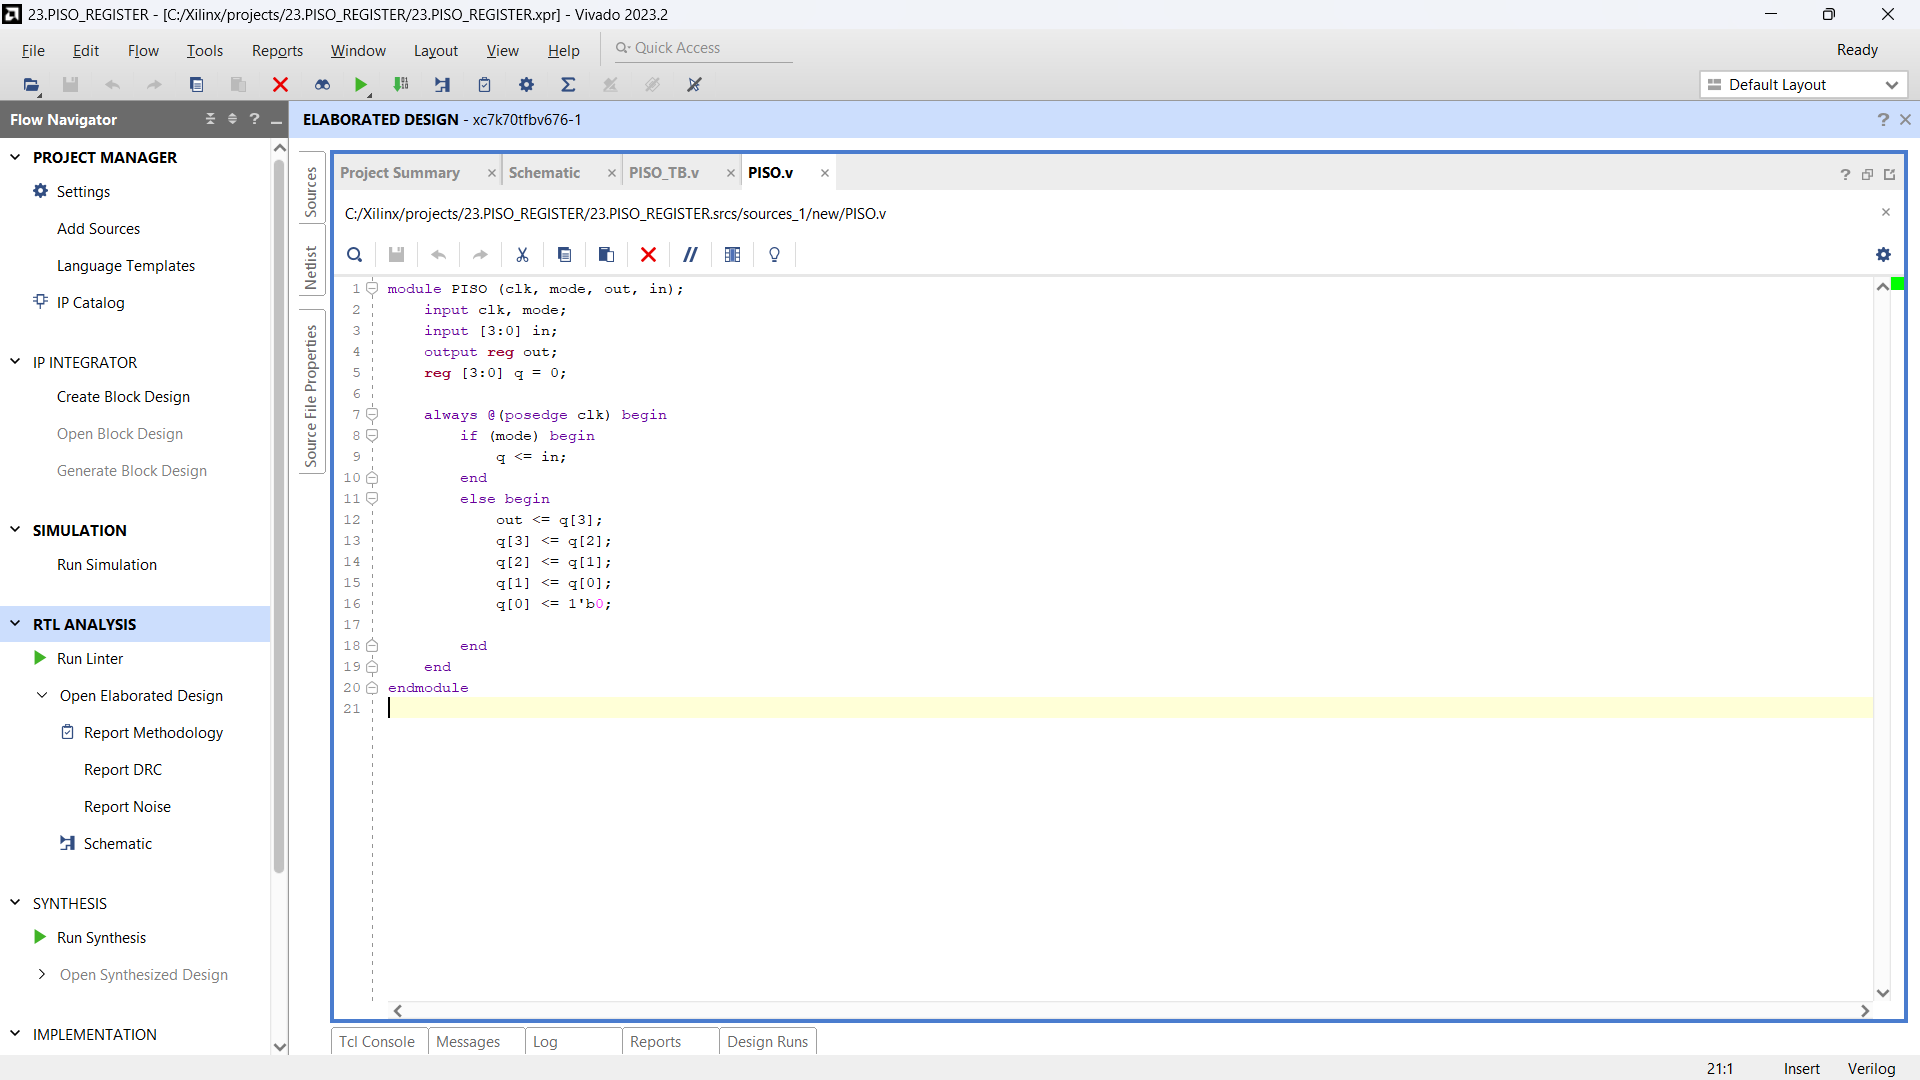 23.PISO_REGISTER - [C:/Xilinx/projects/23.PISO_REGISTER/23.PISO_REGISTER.xpr] - Vivado 2023.2
File Edit Flow Tools Reports Window Layout View Help Quick Access Ready
Default Layout
Flow Navigator
PROJECT MANAGER
Settings
Add Sources
Language Templates
IP Catalog
IP INTEGRATOR
Create Block Design
Open Block Design
Generate Block Design
SIMULATION
Run Simulation
RTL ANALYSIS
Run Linter
Open Elaborated Design
Report Methodology
Report DRC
Report Noise
Schematic
SYNTHESIS
Run Synthesis
Open Synthesized Design
IMPLEMENTATION
ELABORATED DESIGN - xc7k70tfbv676-1
Sources
Netlist
Source File Properties
Project Summary Schematic PISO_TB.v PISO.v
C:/Xilinx/projects/23.PISO_REGISTER/23.PISO_REGISTER.srcs/sources_1/new/PISO.v
1 module PISO (clk, mode, out, in);
2 input clk, mode;
3 input [3:0] in;
4 output reg out;
5 reg [3:0] q = 0;
6
7 always @(posedge clk) begin
8 if (mode) begin
9 q <= in;
10 end
11 else begin
12 out <= q[3];
13 q[3] <= q[2];
14 q[2] <= q[1];
15 q[1] <= q[0];
16 q[0] <= 1'b0;
17
18 end
19 end
20 endmodule
21
Tcl Console Messages Log Reports Design Runs
21:1 Insert Verilog